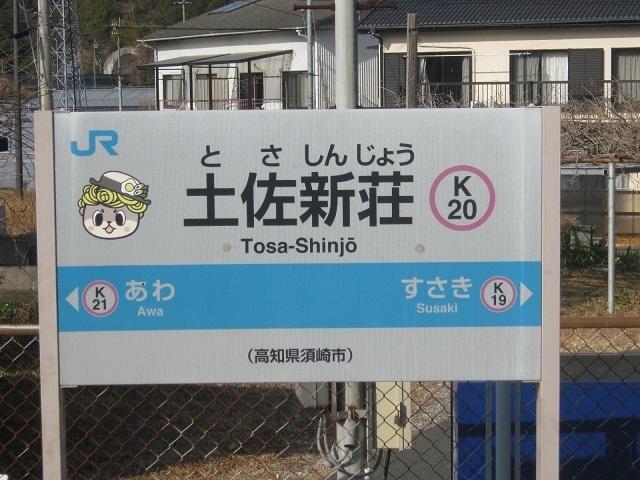 JR
とさしんじょう
土佐新荘
K
20
Tosa-Shinjō
K
21
あわ
Awa
すさき
Susaki
K
19
(高知県須崎市)